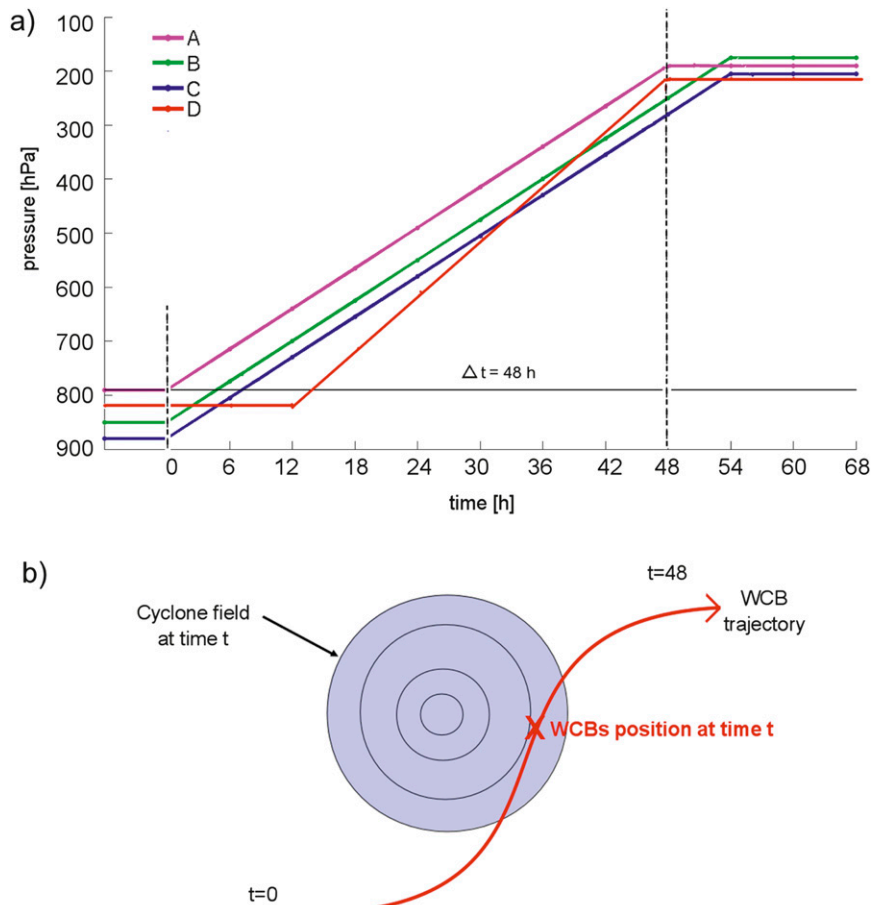 a)
100
200
300
400
500
600
700
800
900
pressure [hPa]
A
B
C
D
△ t = 48 h
0 6 12 18 24 30 36 42 48 54 60 68
time [h]
b)
t=48
Cyclone field
at time t
WCB
trajectory
X WCBs position at time t
t=0